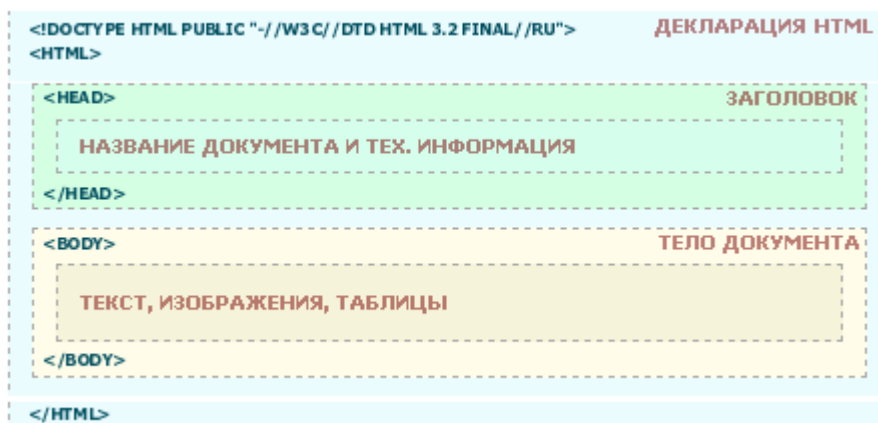 <!DOCTYPE HTML PUBLIC "-//W3C//DTD HTML 3.2 FINAL//RU"> ДЕКЛАРАЦИЯ HTML
<HTML>
<HEAD> ЗАГОЛОВОК
НАЗВАНИЕ ДОКУМЕНТА И ТЕХ. ИНФОРМАЦИЯ
</HEAD>
<BODY> ТЕЛО ДОКУМЕНТА
ТЕКСТ, ИЗОБРАЖЕНИЯ, ТАБЛИЦЫ
</BODY>
</HTML>